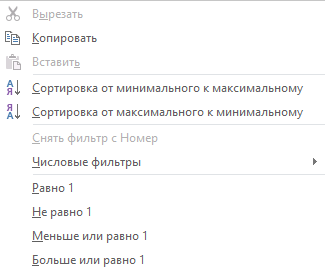 Вырезать
Копировать
Вставить
Сортировка от минимального к максимальному
Сортировка от максимального к минимальному
Снять фильтр с Номер
Числовые фильтры
Равно 1
Не равно 1
Меньше или равно 1
Больше или равно 1